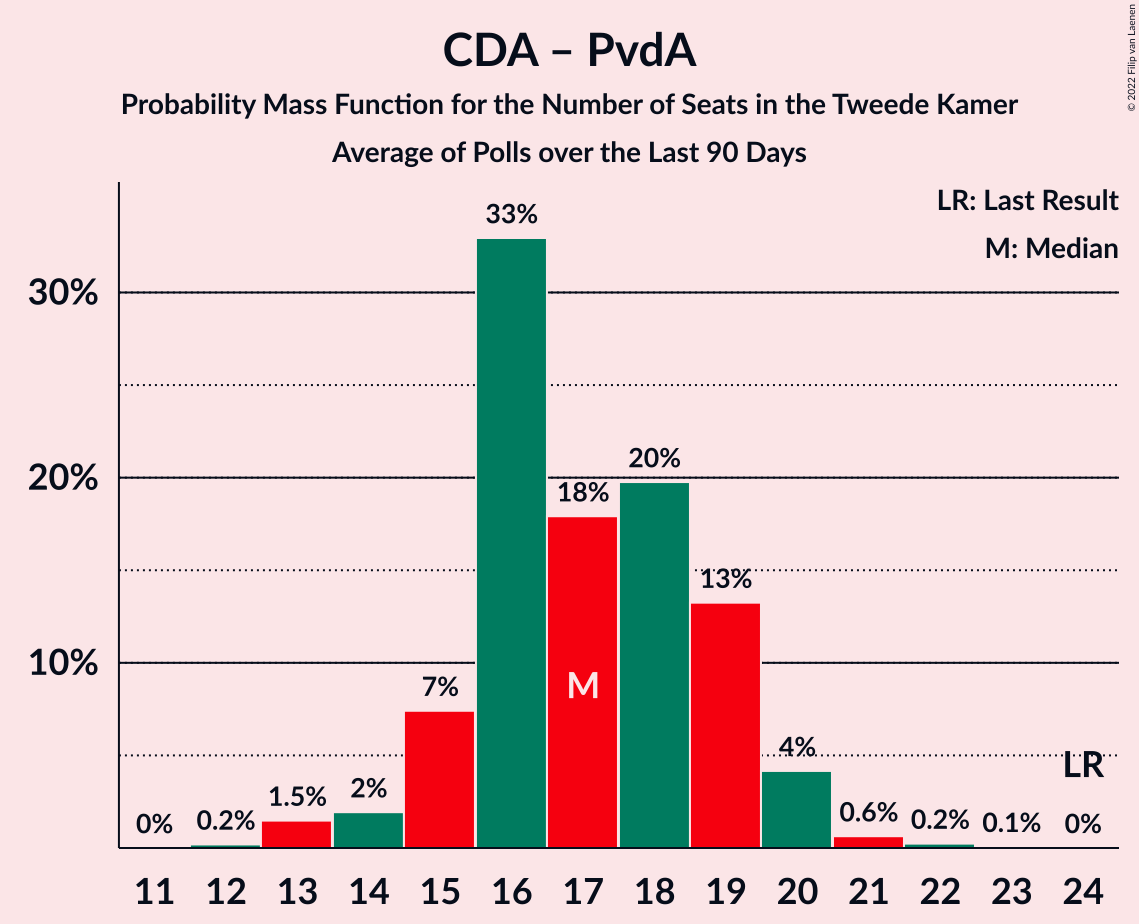 CDA – PvdA
Probability Mass Function for the Number of Seats in the Tweede Kamer
Average of Polls over the Last 90 Days
© 2022 Filip van Laenen
LR: Last Result
M: Median
30%
20%
10%
0%
0.2%
1.5%
2%
7%
33%
18%
20%
13%
4%
0.6%
0.2%
0.1%
0%
M
LR
11 12 13 14 15 16 17 18 19 20 21 22 23 24